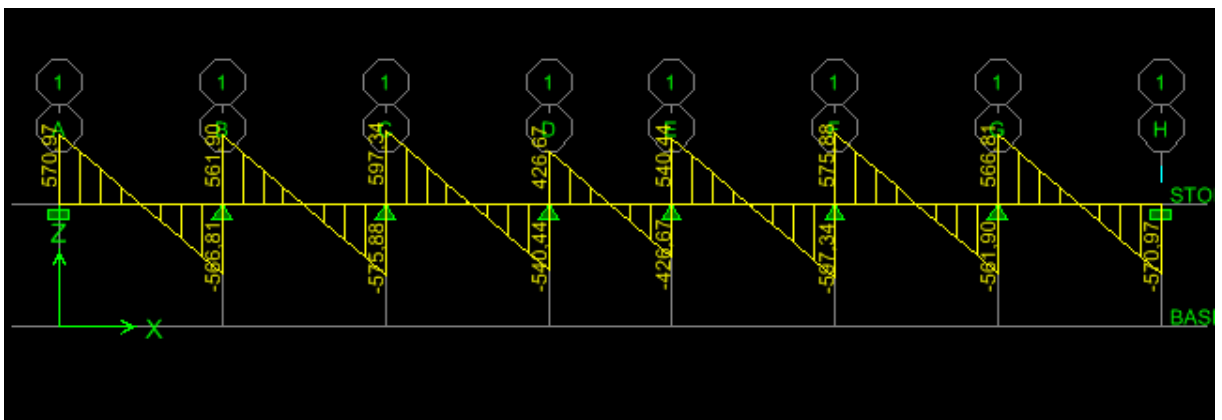 1 1 1 1 1 1 1 1
A B C D E F G H
570.97 561.90 597.34 426.67 540.44 575.88 566.81
STO
-566.81 -575.88 -540.44 -426.67 -597.34 -561.90 -570.97
Z
X
BASE